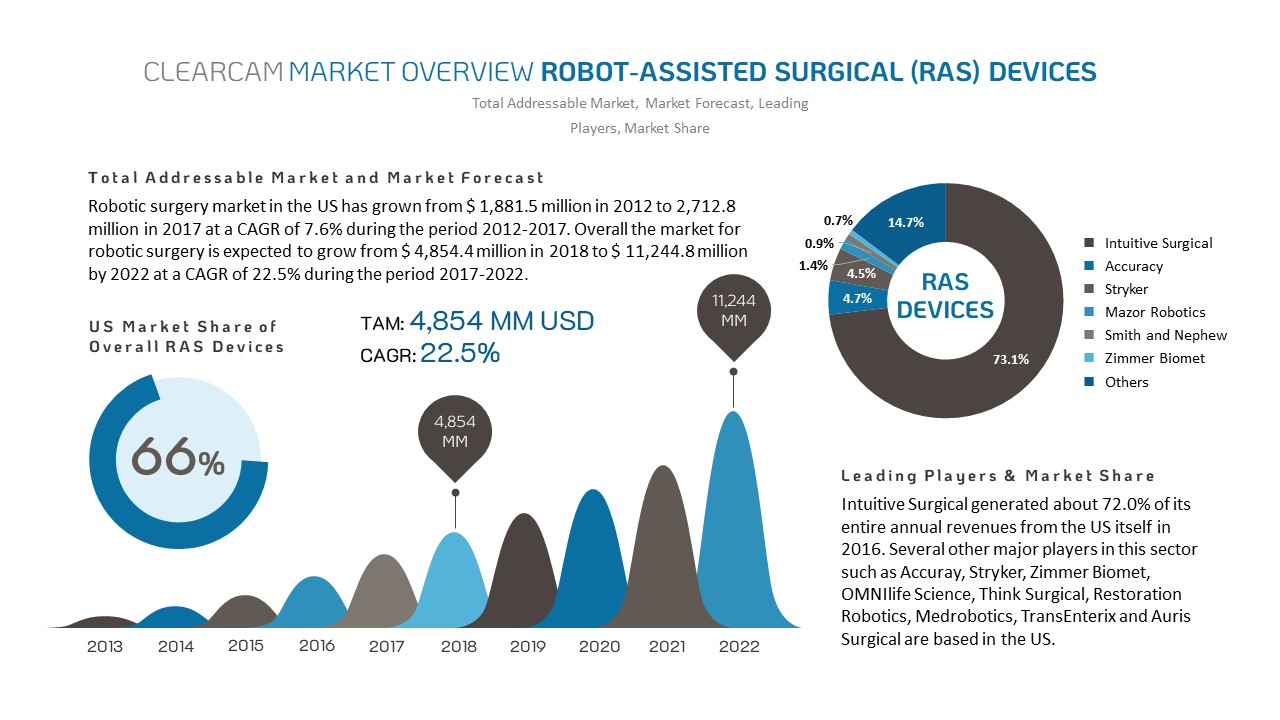 CLEARCAM MARKET OVERVIEW ROBOT-ASSISTED SURGICAL (RAS) DEVICES
Total Addressable Market, Market Forecast, Leading
Players, Market Share
Total Addressable Market and Market Forecast
Robotic surgery market in the US has grown from $ 1,881.5 million in 2012 to 2,712.8
million in 2017 at a CAGR of 7.6% during the period 2012-2017. Overall the market for
robotic surgery is expected to grow from $ 4,854.4 million in 2018 to $ 11,244.8 million
by 2022 at a CAGR of 22.5% during the period 2017-2022.
US Market Share of
Overall RAS Devices
66%
TAM: 4,854 MM USD
CAGR: 22.5%
4,854
MM
11,244
MM
2013 2014 2015 2016 2017 2018 2019 2020 2021 2022
0.7%
0.9%
1.4%
14.7%
4.5%
4.7%
73.1%
RAS
DEVICES
Intuitive Surgical
Accuracy
Stryker
Mazor Robotics
Smith and Nephew
Zimmer Biomet
Others
Leading Players & Market Share
Intuitive Surgical generated about 72.0% of its
entire annual revenues from the US itself in
2016. Several other major players in this sector
such as Accuray, Stryker, Zimmer Biomet,
OMNIlife Science, Think Surgical, Restoration
Robotics, Medrobotics, TransEnterix and Auris
Surgical are based in the US.